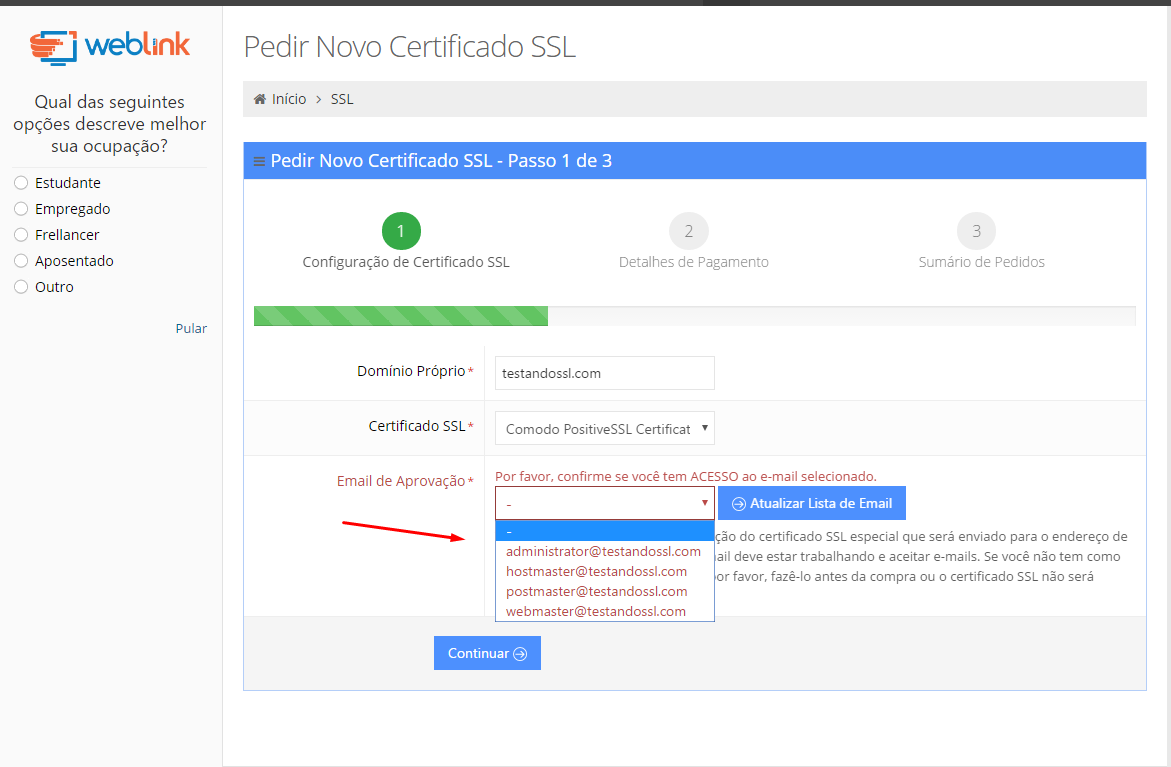 weblink
Qual das seguintes
opções descreve melhor
sua ocupação?
Estudante
Empregado
Frellancer
Aposentado
Outro
Pular
Pedir Novo Certificado SSL
Início > SSL
Pedir Novo Certificado SSL - Passo 1 de 3
1
Configuração de Certificado SSL
2
Detalhes de Pagamento
3
Sumário de Pedidos
Domínio Próprio*
testandossl.com
Certificado SSL*
Comodo PositiveSSL Certificat
Email de Aprovação*
Por favor, confirme se você tem ACESSO ao e-mail selecionado.
-
Atualizar Lista de Email
-
administrator@testandossl.com
hostmaster@testandossl.com
postmaster@testandossl.com
webmaster@testandossl.com
ção do certificado SSL especial que será enviado para o endereço de
ail deve estar trabalhando e aceitar e-mails. Se você não tem como
por favor, fazê-lo antes da compra ou o certificado SSL não será
Continuar